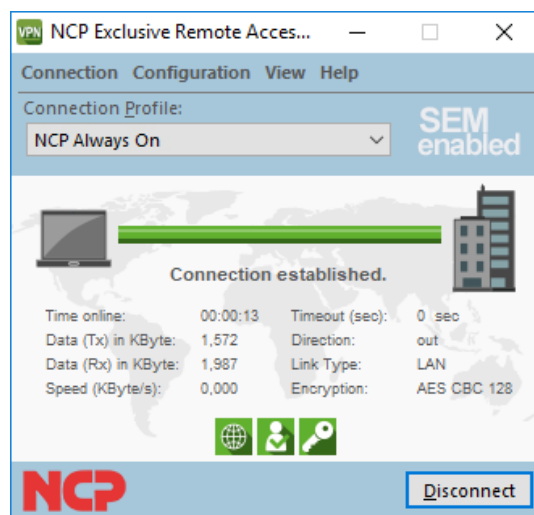 VPN NCP Exclusive Remote Acces...
Connection Configuration View Help
Connection Profile:
NCP Always On
SEM
enabled
Connection established.
Time online: 00:00:13 Timeout (sec): 0 sec
Data (Tx) in KByte: 1,572 Direction: out
Data (Rx) in KByte: 1,987 Link Type: LAN
Speed (KByte/s): 0,000 Encryption: AES CBC 128
NCP
Disconnect